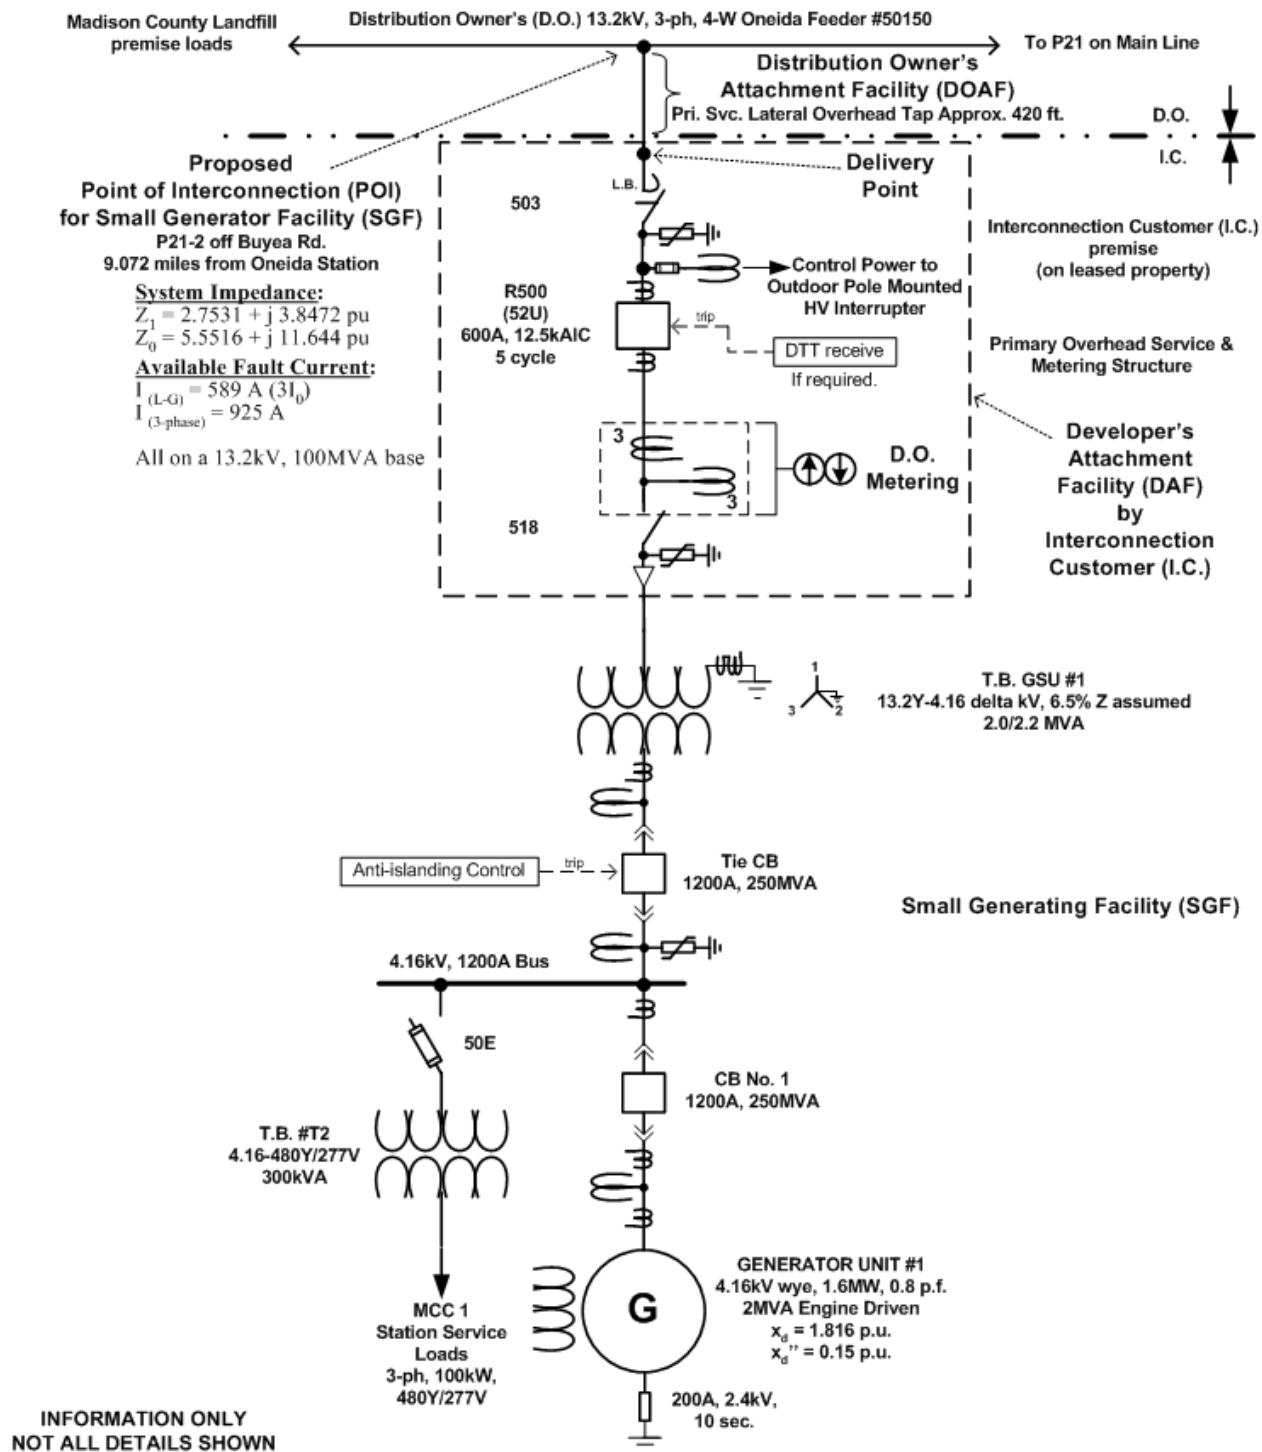 Madison County Landfill
premise loads
Distribution Owner's (D.O.) 13.2kV, 3-ph, 4-W Oneida Feeder #50150
To P21 on Main Line
Distribution Owner's
Attachment Facility (DOAF)
Pri. Svc. Lateral Overhead Tap Approx. 420 ft.
D.O.
I.C.
Proposed
Point of Interconnection (POI)
for Small Generator Facility (SGF)
P21-2 off Buyea Rd.
9.072 miles from Oneida Station
System Impedance:
Z1 = 2.7531 + j 3.8472 pu
Z0 = 5.5516 + j 11.644 pu
Available Fault Current:
I (L-G) = 589 A (3I0)
I (3-phase) = 925 A
All on a 13.2kV, 100MVA base
Delivery
Point
L.B.
503
Interconnection Customer (I.C.)
premise
(on leased property)
Control Power to
Outdoor Pole Mounted
HV Interrupter
R500
(52U)
600A, 12.5kAIC
5 cycle
trip
DTT receive
If required.
Primary Overhead Service &
Metering Structure
3
3
D.O.
Metering
Developer's
Attachment
Facility (DAF)
by
Interconnection
Customer (I.C.)
518
1
3
2
T.B. GSU #1
13.2Y-4.16 delta kV, 6.5% Z assumed
2.0/2.2 MVA
Anti-islanding Control
trip
Tie CB
1200A, 250MVA
Small Generating Facility (SGF)
4.16kV, 1200A Bus
50E
CB No. 1
1200A, 250MVA
T.B. #T2
4.16-480Y/277V
300kVA
MCC 1
Station Service
Loads
3-ph, 100kW,
480Y/277V
G
GENERATOR UNIT #1
4.16kV wye, 1.6MW, 0.8 p.f.
2MVA Engine Driven
xd = 1.816 p.u.
xd'' = 0.15 p.u.
200A, 2.4kV,
10 sec.
INFORMATION ONLY
NOT ALL DETAILS SHOWN